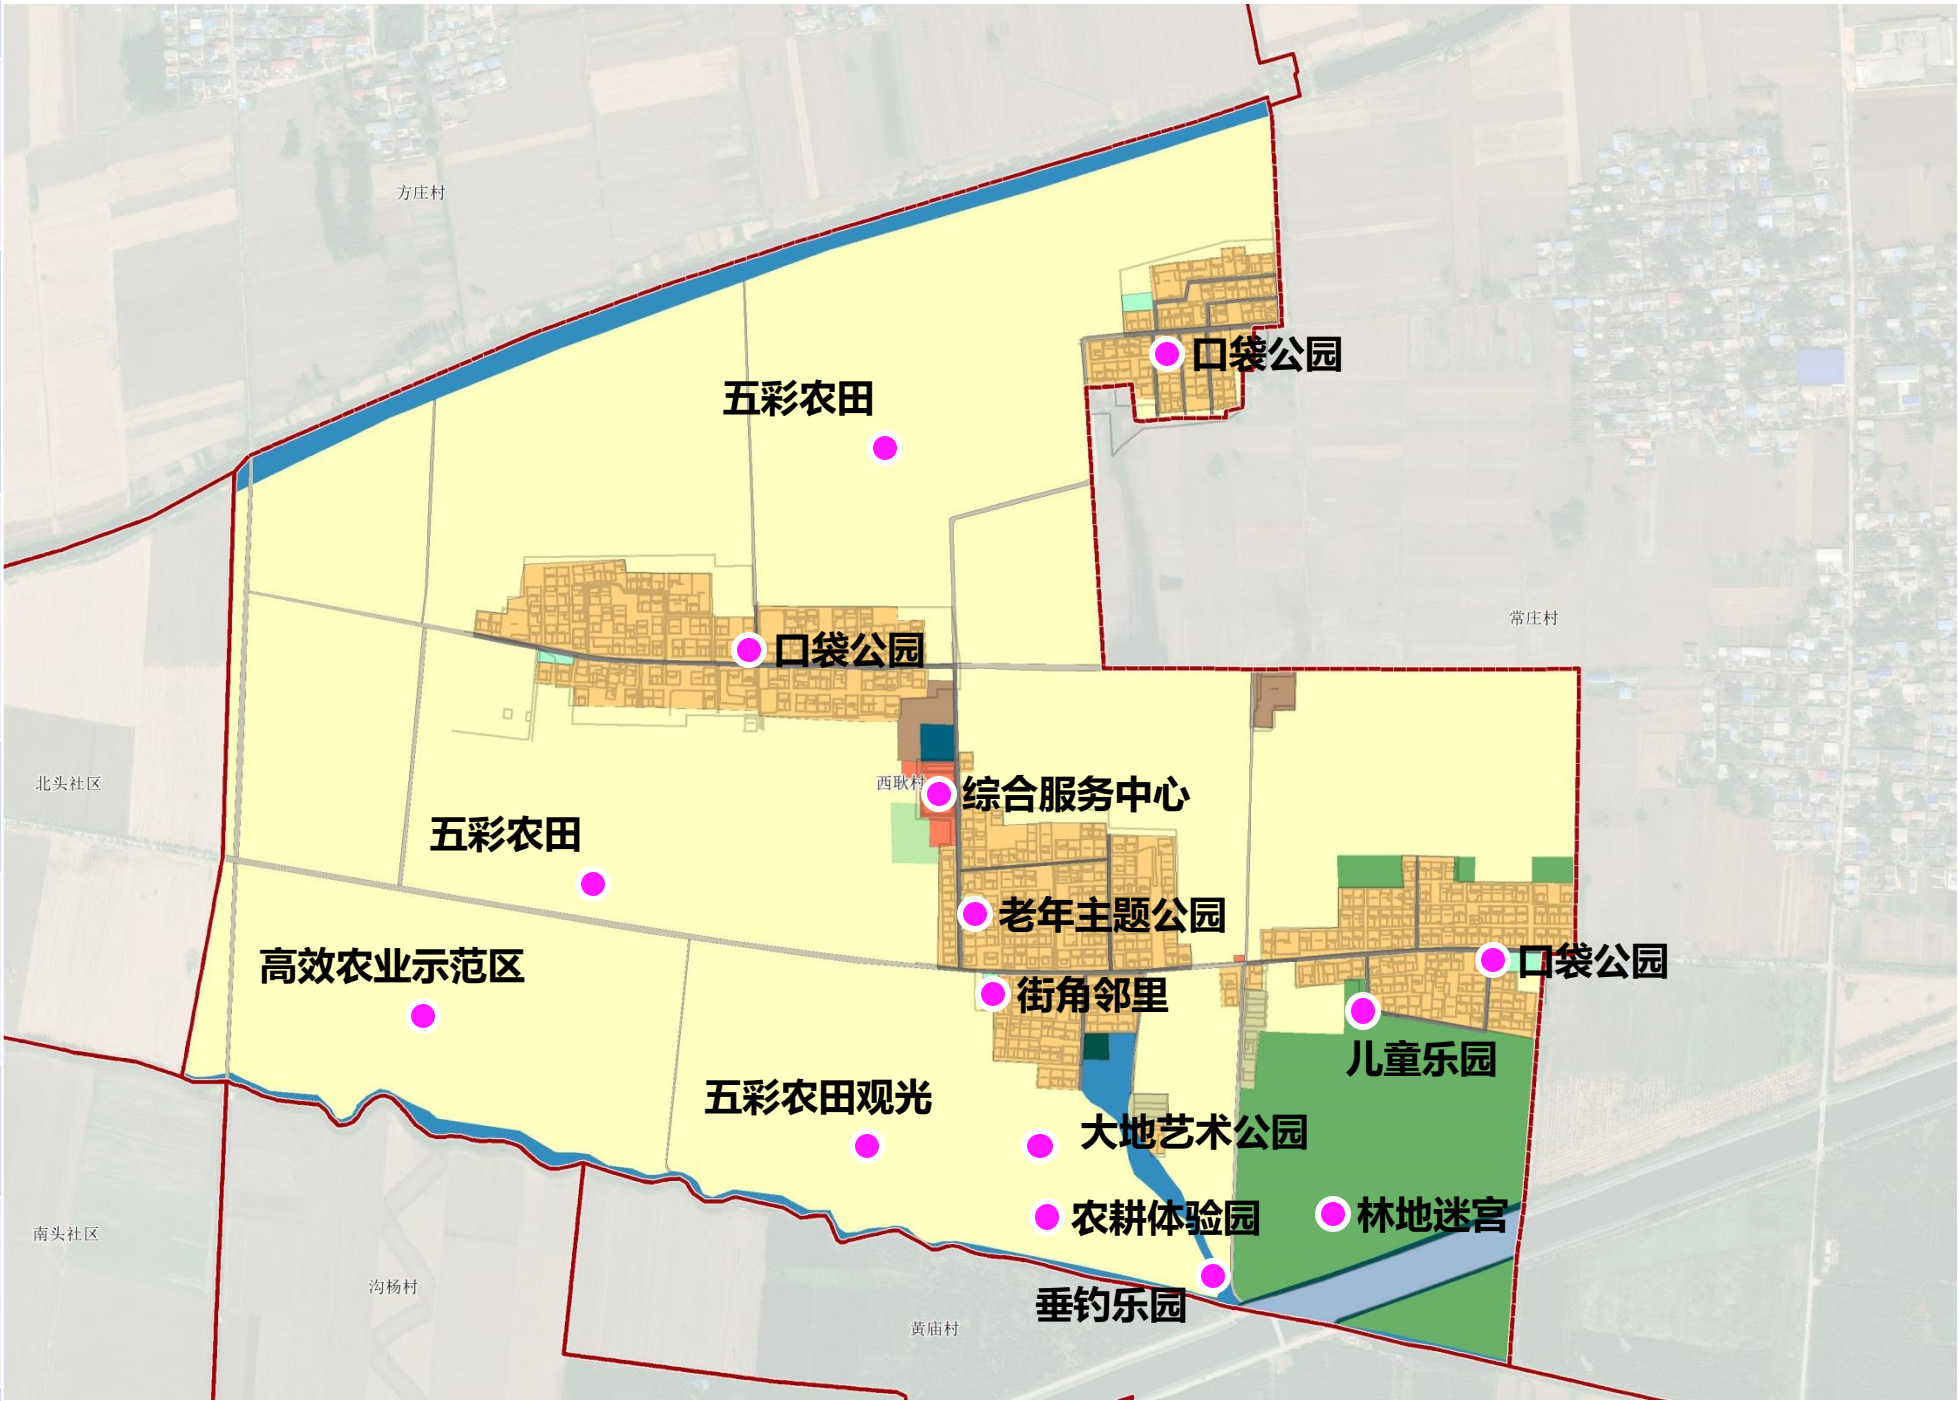 方庄村
口袋公园
五彩农田
常庄村
口袋公园
北头社区
西耿村
综合服务中心
五彩农田
老年主题公园
高效农业示范区
口袋公园
街角邻里
儿童乐园
五彩农田观光
大地艺术公园
农耕体验园
林地迷宫
南头社区
沟杨村
垂钓乐园
黄庙村